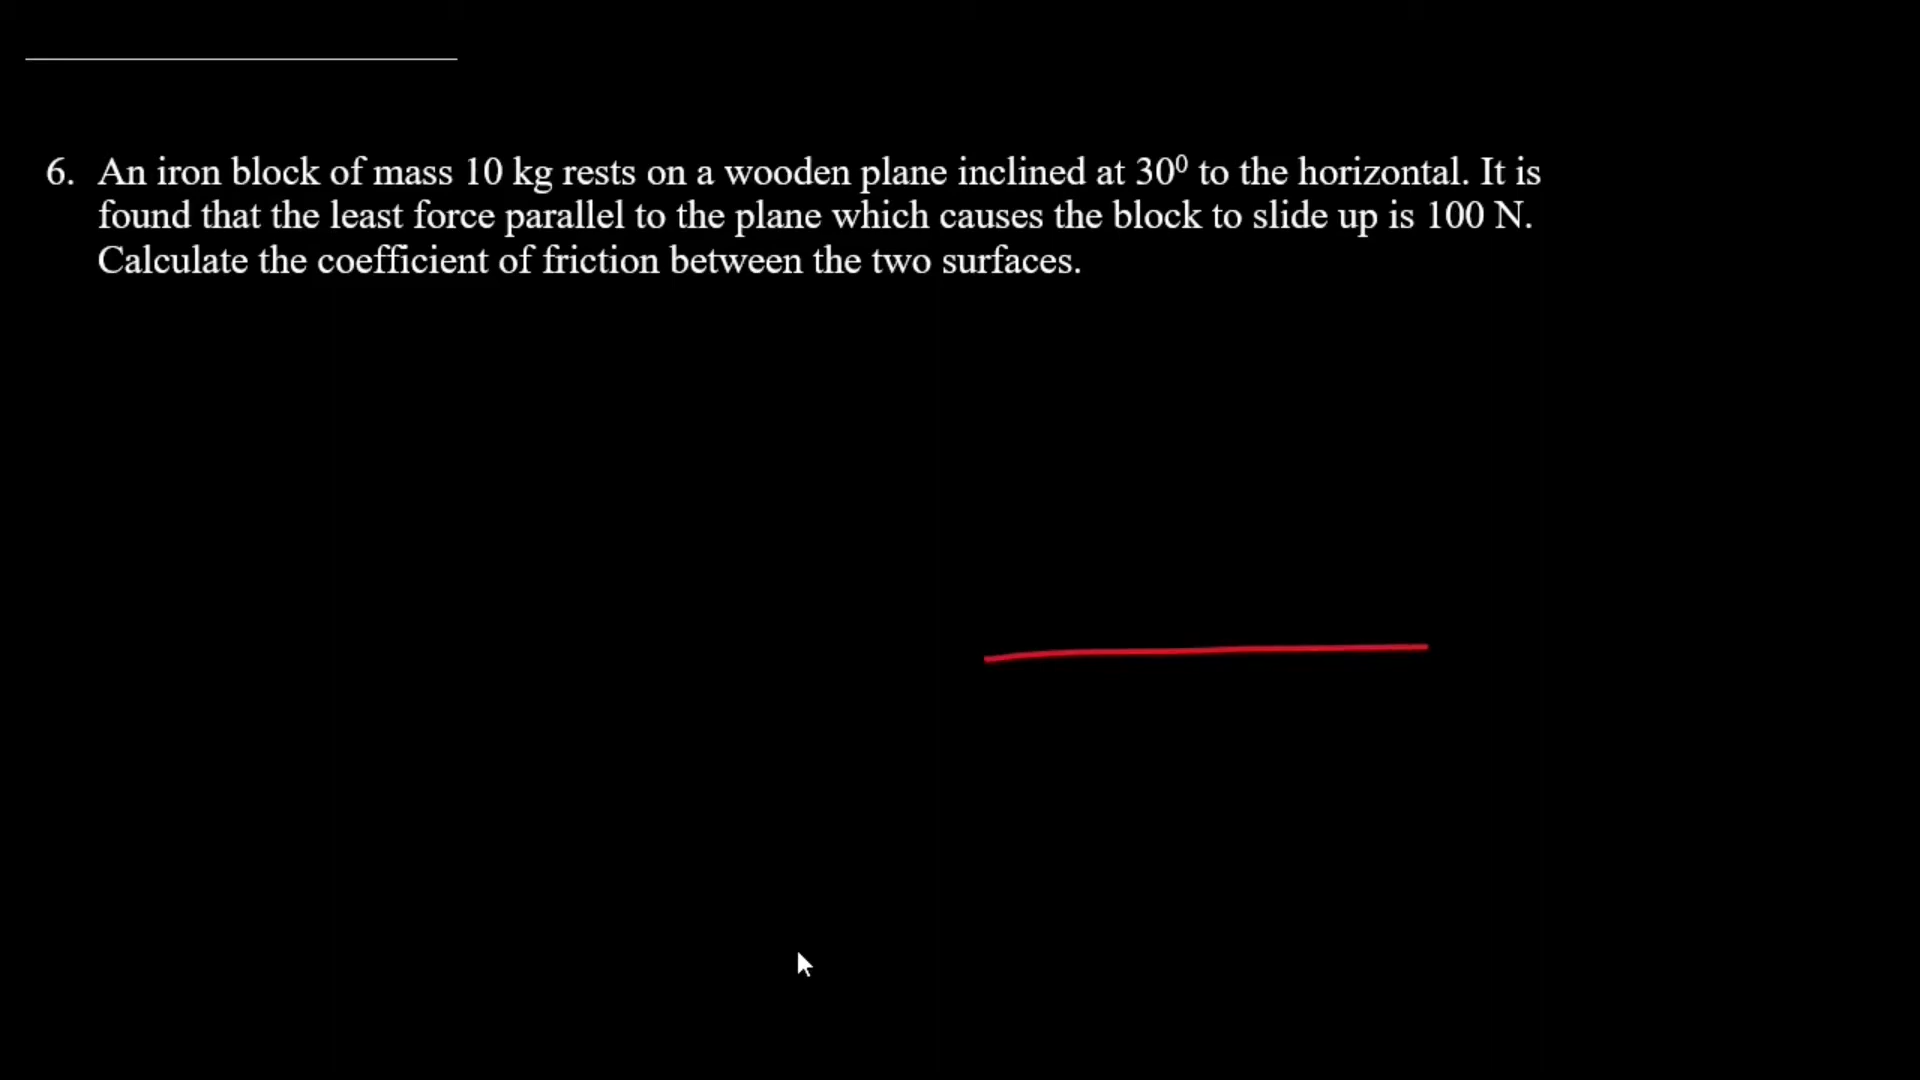 6. An iron block of mass 10 kg rests on a wooden plane inclined at 30⁰ to the horizontal. It is
found that the least force parallel to the plane which causes the block to slide up is 100 N.
Calculate the coefficient of friction between the two surfaces.